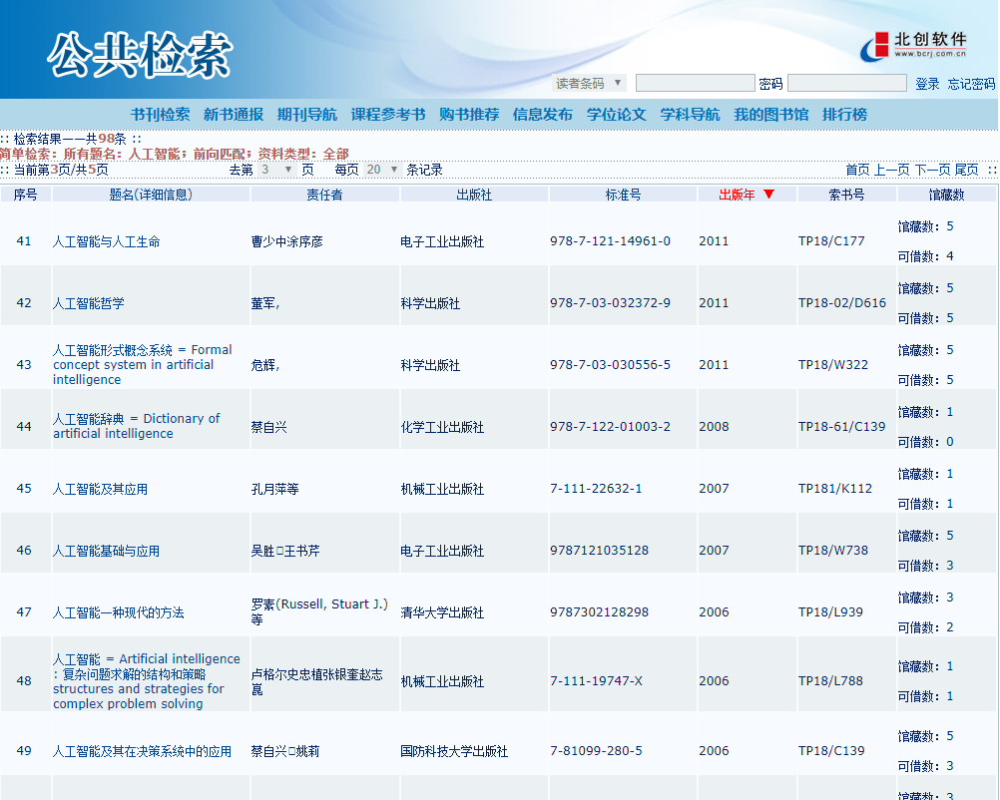 公共检索
北创软件
www.bcrj.com.cn
读者条码 ▼ 密码 登录 忘记密码
书刊检索 新书通报 期刊导航 课程参考书 购书推荐 信息发布 学位论文 学科导航 我的图书馆 排行榜
:: 检索结果——共98条 ::
简单检索：所有题名：人工智能；前向匹配；资料类型：全部
:: 当前第3页/共5页 去第 3 ▼ 页 每页 20 ▼ 条记录 首页 上一页 下一页 尾页 ::
序号 题名(详细信息) 责任者 出版社 标准号 出版年 ▼ 索书号 馆藏数
41 人工智能与人工生命 曹少中涂序彦 电子工业出版社 978-7-121-14961-0 2011 TP18/C177
馆藏数: 5
可借数: 4
42 人工智能哲学 董军, 科学出版社 978-7-03-032372-9 2011 TP18-02/D616
馆藏数: 5
可借数: 5
43 人工智能形式概念系统 = Formal
concept system in artificial
intelligence
危辉, 科学出版社 978-7-03-030556-5 2011 TP18/W322
馆藏数: 5
可借数: 5
44 人工智能辞典 = Dictionary of
artificial intelligence
蔡自兴 化学工业出版社 978-7-122-01003-2 2008 TP18-61/C139
馆藏数: 1
可借数: 0
45 人工智能及其应用 孔月萍等 机械工业出版社 7-111-22632-1 2007 TP181/K112
馆藏数: 1
可借数: 1
46 人工智能基础与应用 吴胜□王书芹 电子工业出版社 9787121035128 2007 TP18/W738
馆藏数: 5
可借数: 3
47 人工智能一种现代的方法
罗素(Russell, Stuart J.)
等
清华大学出版社 9787302128298 2006 TP18/L939
馆藏数: 3
可借数: 2
48 人工智能 = Artificial intelligence
: 复杂问题求解的结构和策略
structures and strategies for
complex problem solving
卢格尔史忠植张银奎赵志
崑
机械工业出版社 7-111-19747-X 2006 TP18/L788
馆藏数: 1
可借数: 1
49 人工智能及其在决策系统中的应用 蔡自兴□姚莉 国防科技大学出版社 7-81099-280-5 2006 TP18/C139
馆藏数: 5
可借数: 3
馆藏数: 3